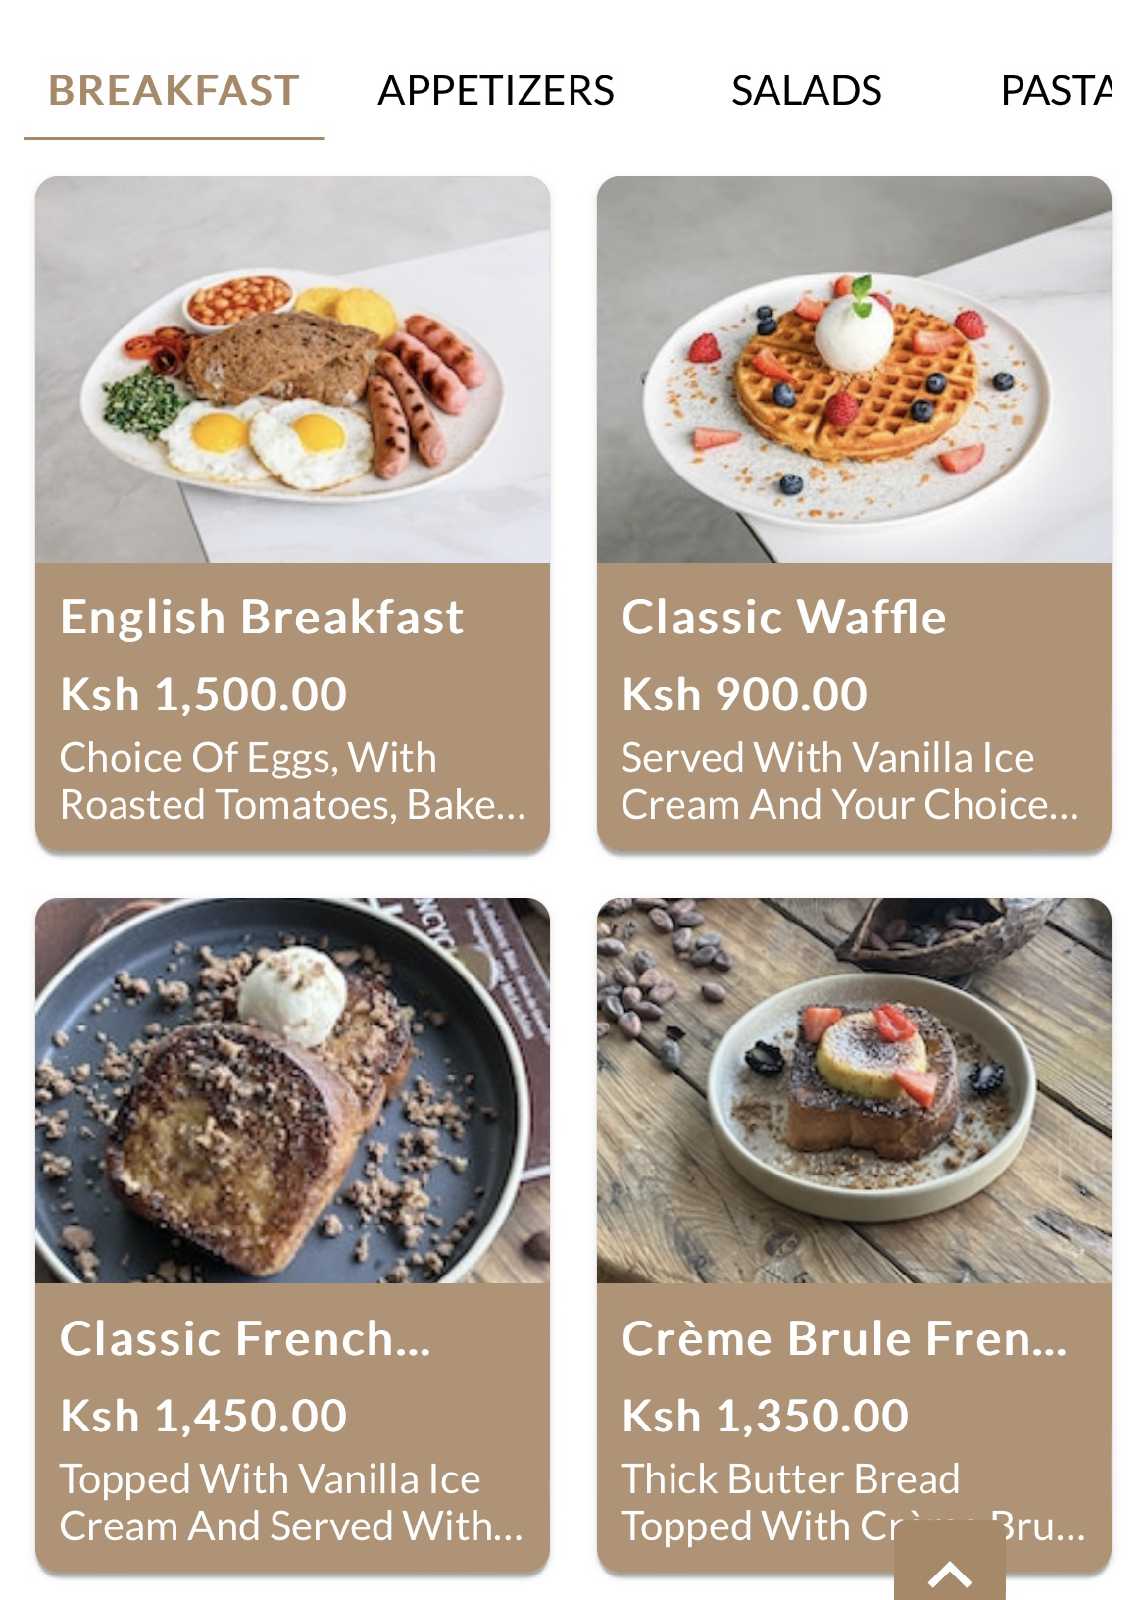 BREAKFAST APPETIZERS SALADS PASTA
English Breakfast
Ksh 1,500.00
Choice Of Eggs, With
Roasted Tomatoes, Bake...
Classic Waffle
Ksh 900.00
Served With Vanilla Ice
Cream And Your Choice...
Classic French...
Ksh 1,450.00
Topped With Vanilla Ice
Cream And Served With...
Crème Brule Fren...
Ksh 1,350.00
Thick Butter Bread
Topped With Crème Bru...